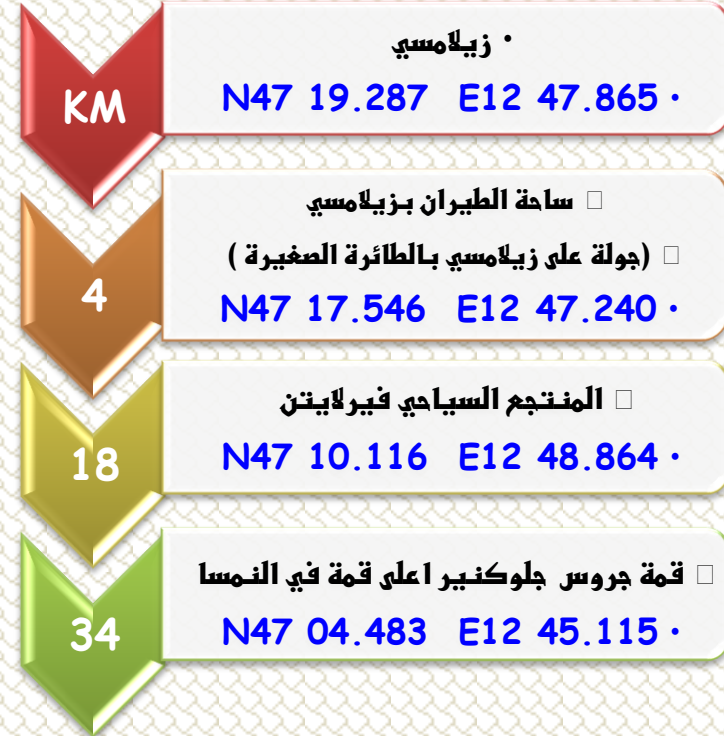 KM
• زيلامسي
N47 19.287 E12 47.865 •
4
□ ساحة الطيران بزيلامسي
□ (جولة على زيلامسي بالطائرة الصغيرة )
N47 17.546 E12 47.240 •
18
□ المنتجع السياحي فيرلايتن
N47 10.116 E12 48.864 •
34
□ قمة جروس جلوكنير اعلى قمة في النمسا
N47 04.483 E12 45.115 •